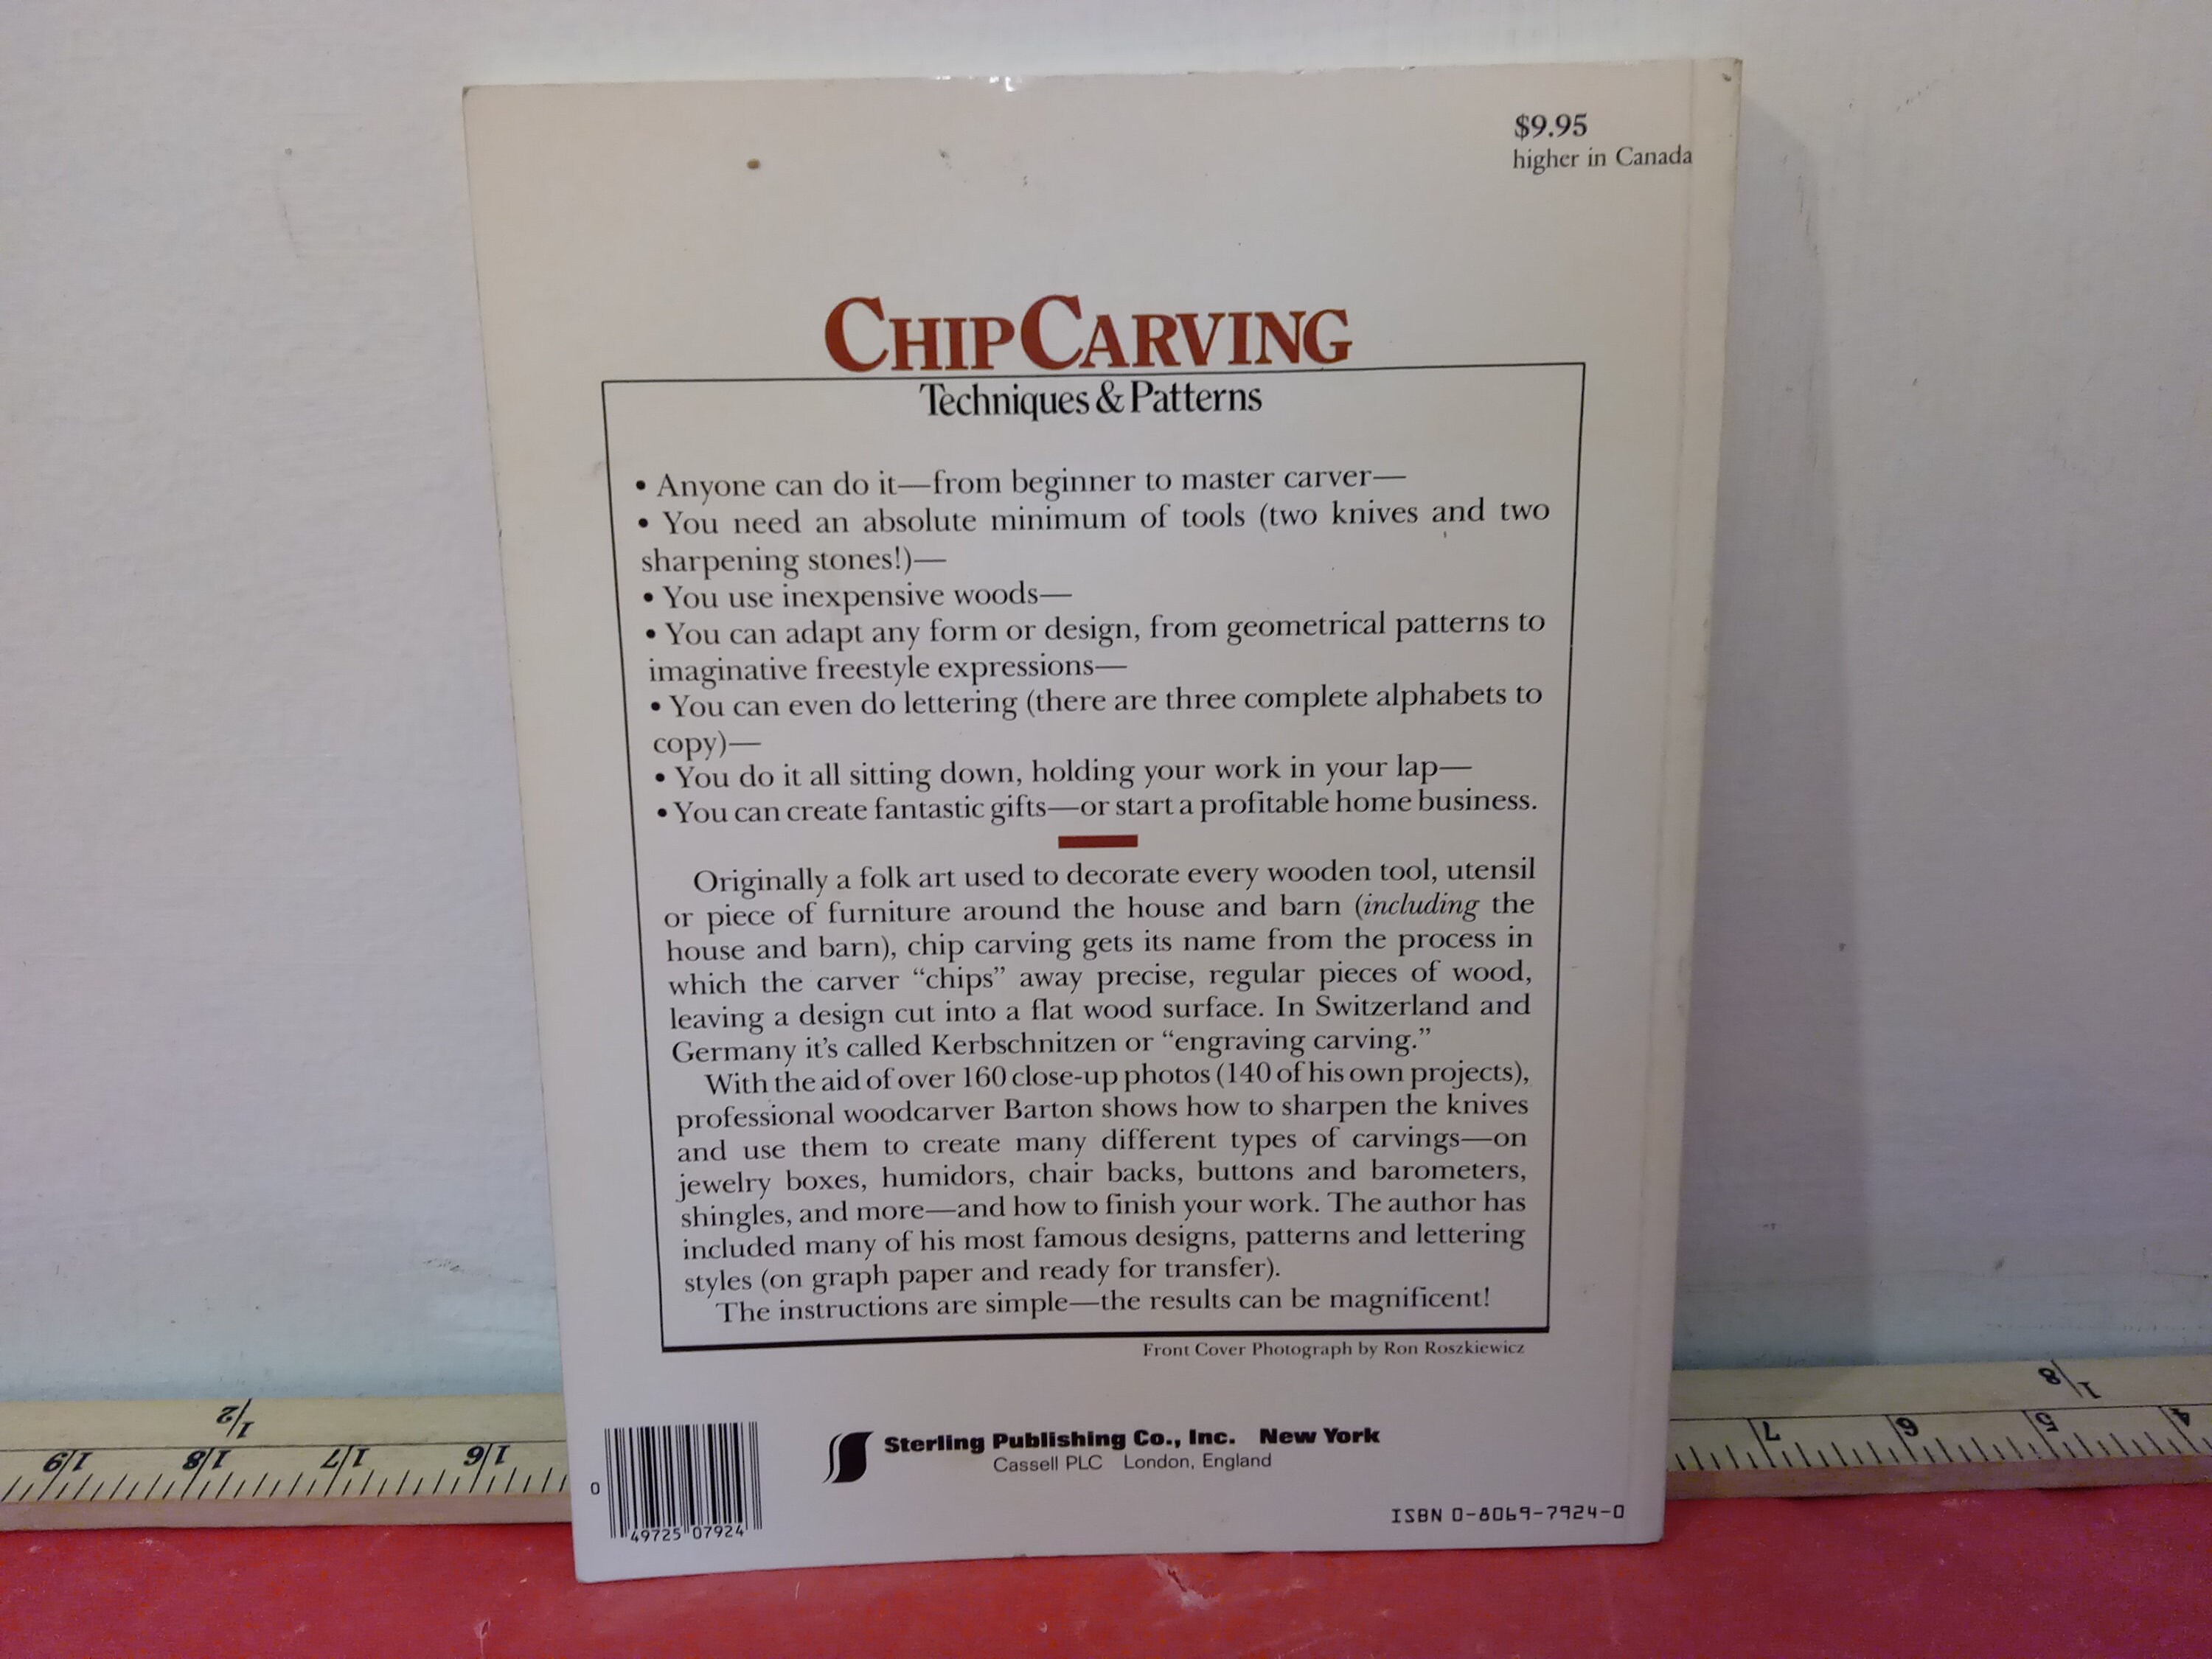 $9.95
higher in Canada
CHIP CARVING
Techniques & Patterns
• Anyone can do it—from beginner to master carver—
• You need an absolute minimum of tools (two knives and two
sharpening stones!)—
• You use inexpensive woods—
• You can adapt any form or design, from geometrical patterns to
imaginative freestyle expressions—
• You can even do lettering (there are three complete alphabets to
copy)—
• You do it all sitting down, holding your work in your lap—
• You can create fantastic gifts—or start a profitable home business.
Originally a folk art used to decorate every wooden tool, utensil
or piece of furniture around the house and barn (including the
house and barn), chip carving gets its name from the process in
which the carver “chips” away precise, regular pieces of wood,
leaving a design cut into a flat wood surface. In Switzerland and
Germany it’s called Kerbschnitzen or “engraving carving.”
With the aid of over 160 close-up photos (140 of his own projects),
professional woodcarver Barton shows how to sharpen the knives
and use them to create many different types of carvings—on
jewelry boxes, humidors, chair backs, buttons and barometers,
shingles, and more—and how to finish your work. The author has
included many of his most famous designs, patterns and lettering
styles (on graph paper and ready for transfer).
The instructions are simple—the results can be magnificent!
Front Cover Photograph by Ron Roszkiewicz
Sterling Publishing Co., Inc. New York
Cassell PLC London, England
0 49725 07924
ISBN 0-8069-7924-0
1/2
19 18 17 16
1/8
7 6 5 4